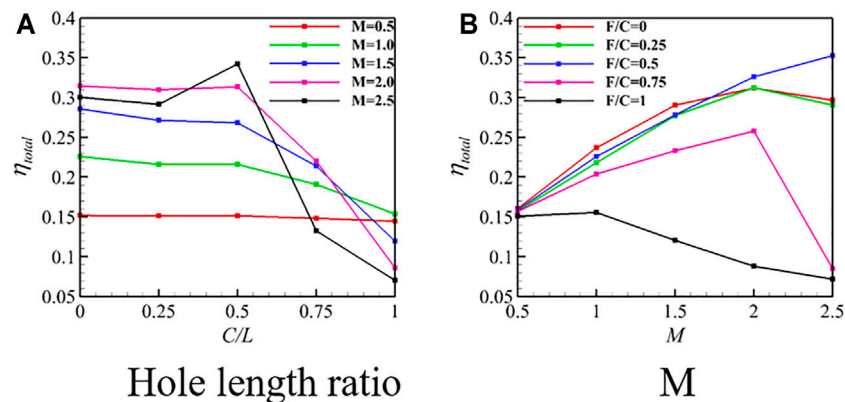 A
0.4
0.35
0.3
0.25
0.2
0.15
0.1
0.05
0
0.25
0.5
0.75
1
η_total
C/L
M=0.5
M=1.0
M=1.5
M=2.0
M=2.5
Hole length ratio
B
0.4
0.35
0.3
0.25
0.2
0.15
0.1
0.05
0.5
1
1.5
2
2.5
η_total
M
F/C=0
F/C=0.25
F/C=0.5
F/C=0.75
F/C=1
M